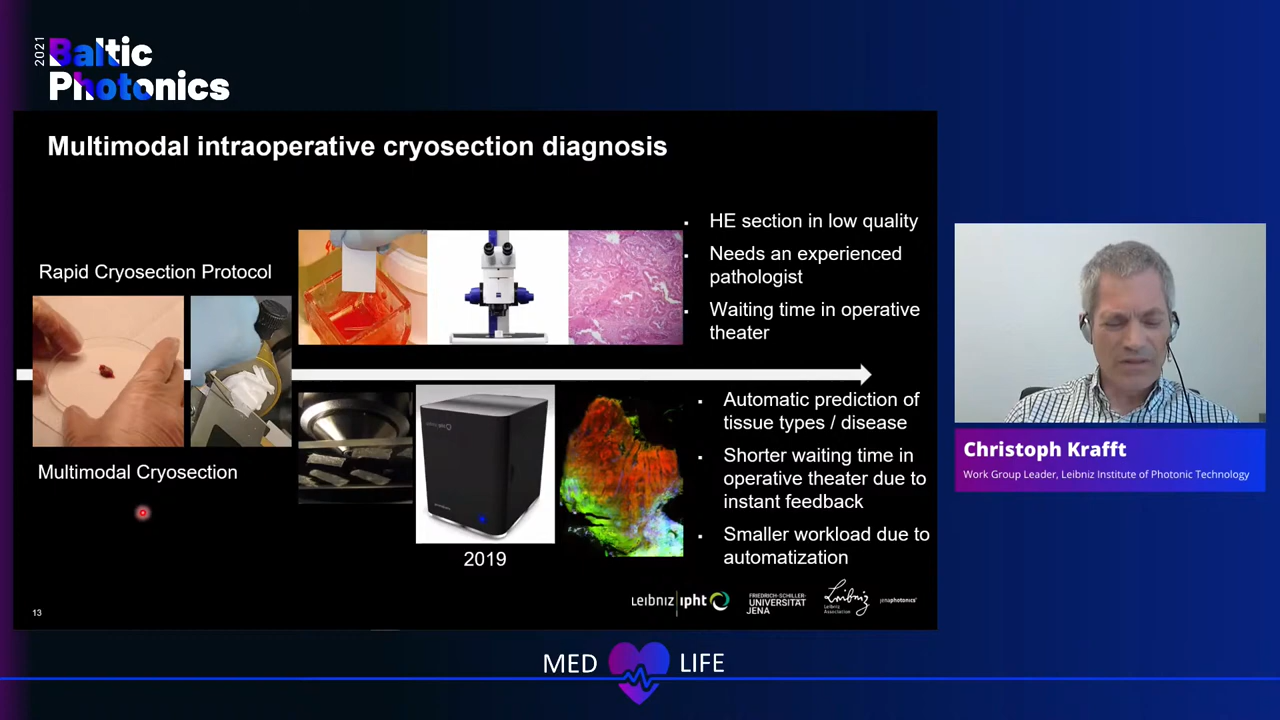 2021
Baltic
Photonics
Multimodal intraoperative cryosection diagnosis
Rapid Cryosection Protocol
HE section in low quality
Needs an experienced
pathologist
Waiting time in operative
theater
Multimodal Cryosection
2019
Automatic prediction of
tissue types / disease
Shorter waiting time in
operative theater due to
instant feedback
Smaller workload due to
automatization
13
Leibniz ipht
FRIEDRICH-SCHILLER-
UNIVERSITÄT
JENA
Leibniz
Leibniz
Association
jenaphotonics
Christoph Krafft
Work Group Leader, Leibniz Institute of Photonic Technology
MED LIFE